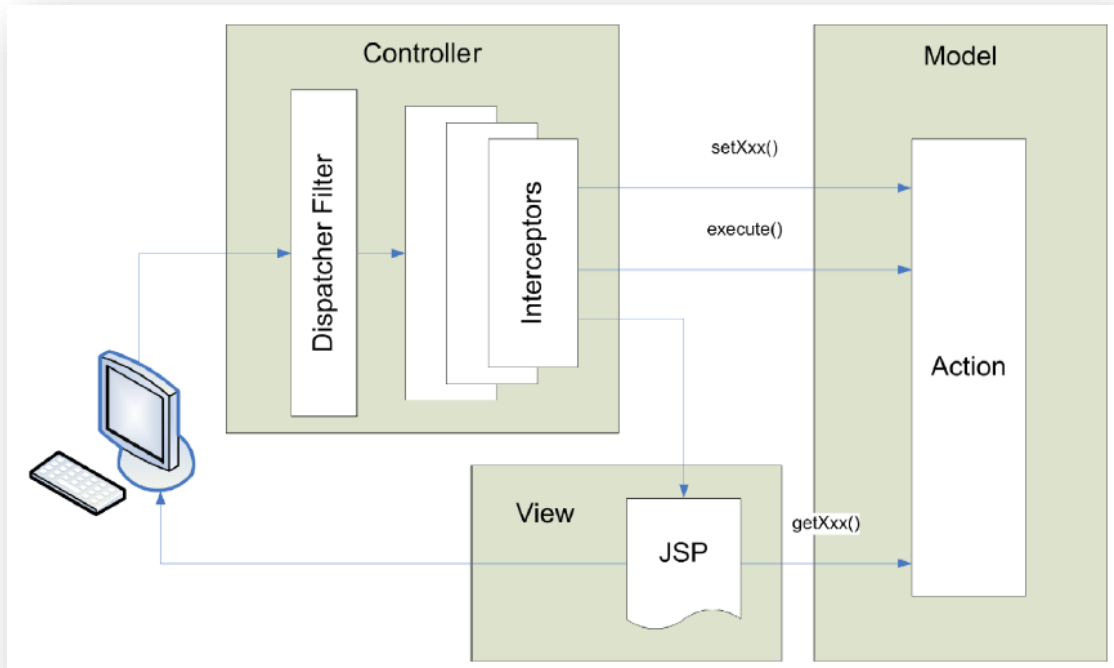 Controller
Dispatcher Filter
Interceptors
setXxx()
execute()
Model
Action
View
JSP
getXxx()